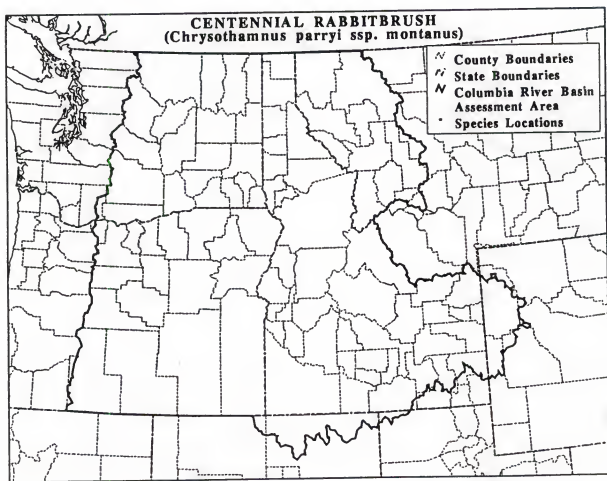 CENTENNIAL RABBITBRUSH
(Chrysothamnus parryi ssp. montanus)
County Boundaries
State Boundaries
Columbia River Basin
Assessment Area
Species Locations